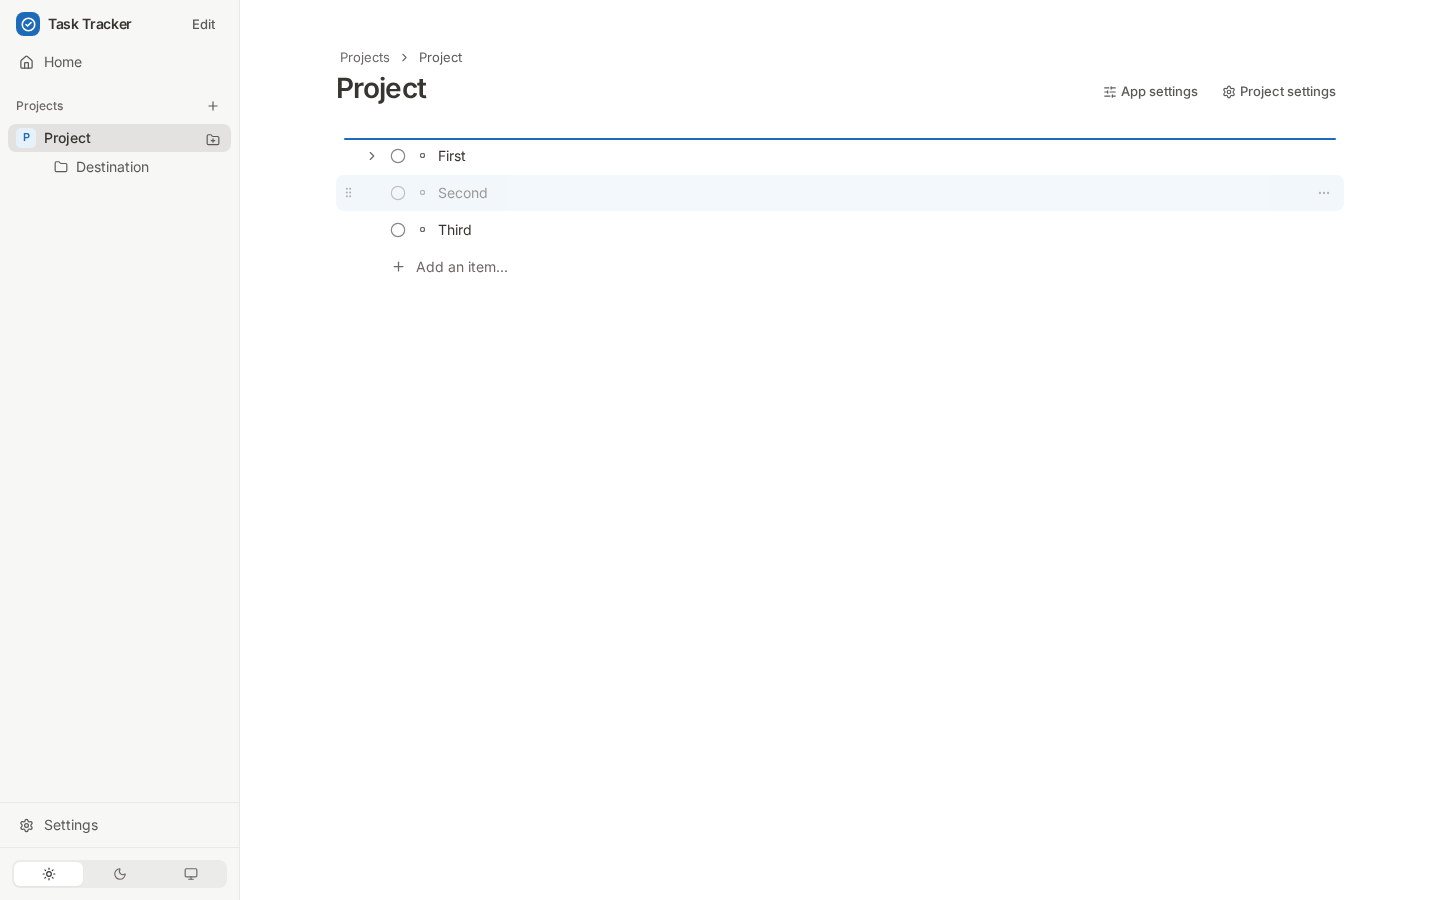 Task Tracker
Edit
Home
Projects
P
Project
Destination
Settings
Projects
Project
Project
App settings
Project settings
First
Second
Third
Add an item...